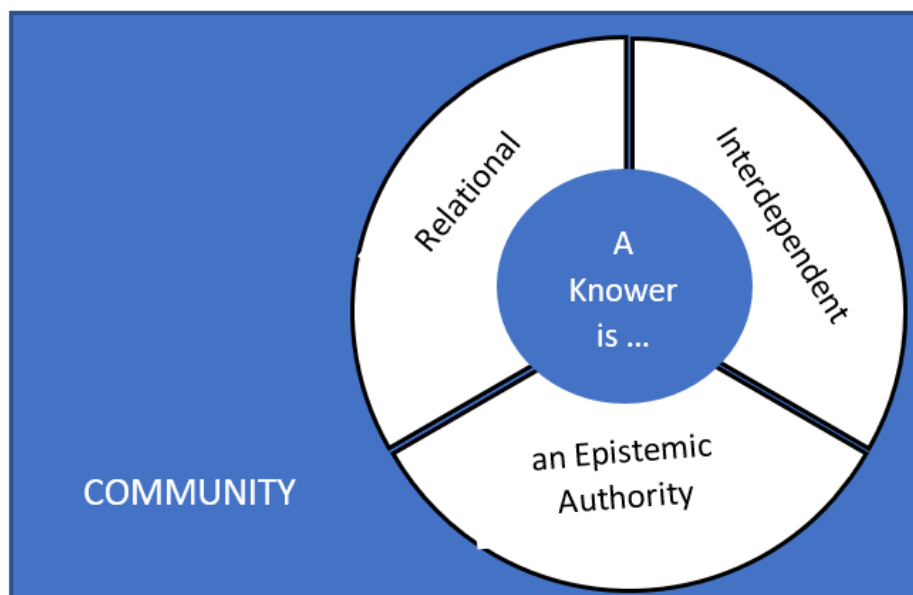 Relational
Interdependent
A
Knower
is ...
an Epistemic
Authority
COMMUNITY